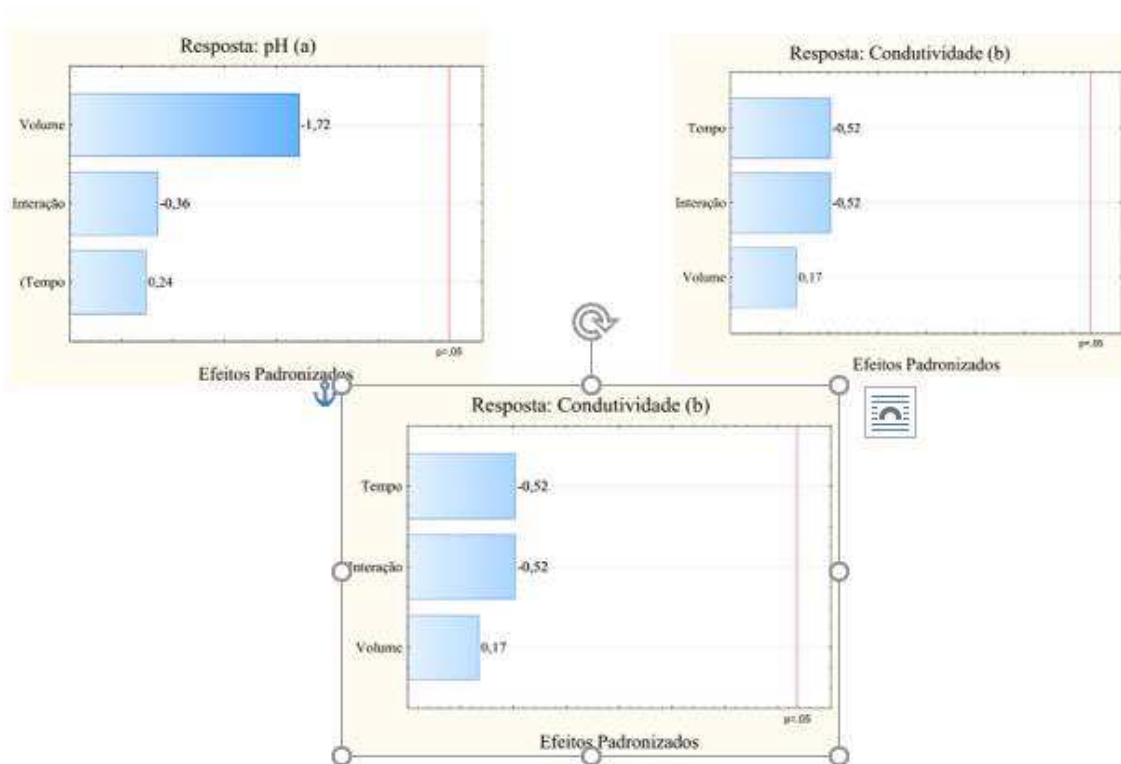 Resposta: pH (a)
Volume
-1,72
Interação
-0,36
(Tempo
0,24
p=,05
Efeitos Padronizados
Resposta: Condutividade (b)
Tempo
-0,52
Interação
-0,52
Volume
0,17
p=,05
Efeitos Padronizados
Resposta: Condutividade (b)
Tempo
-0,52
Interação
-0,52
Volume
0,17
p=,05
Efeitos Padronizados